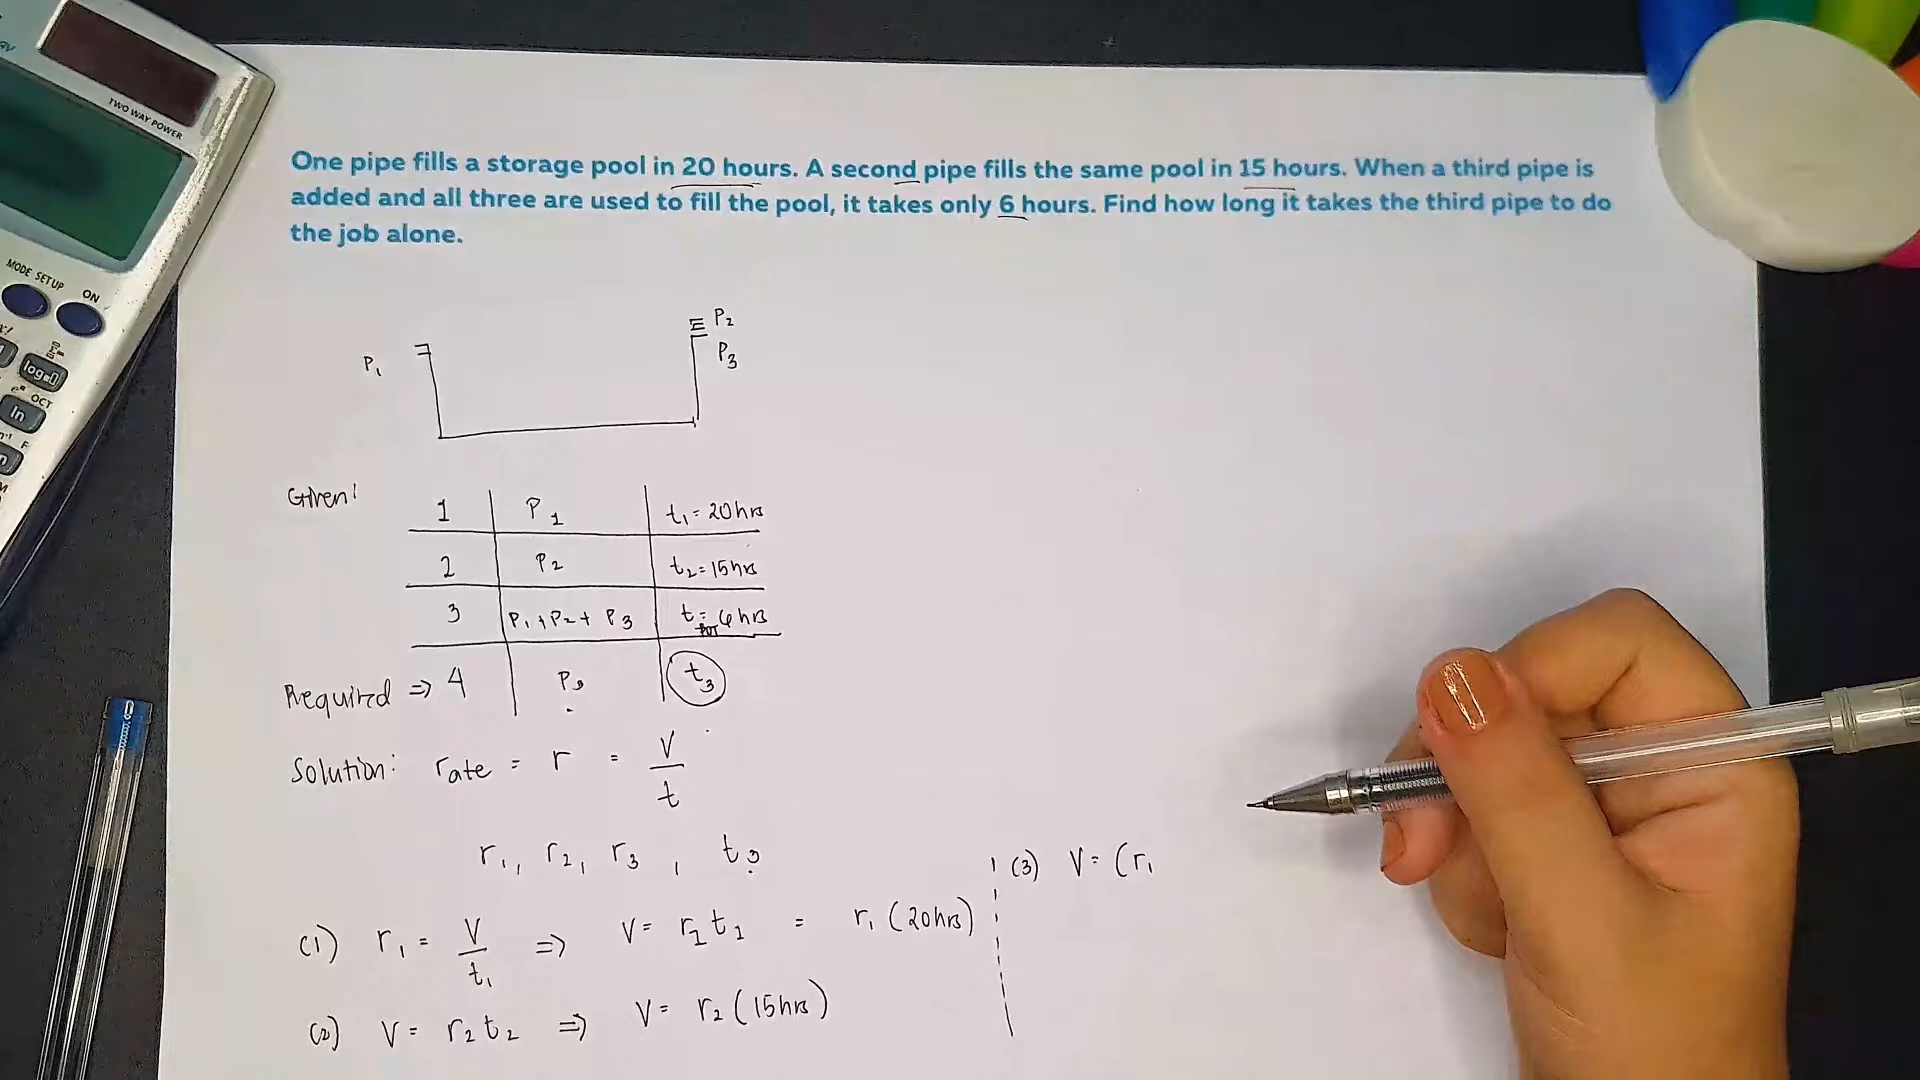 TWO WAY POWER
MODE SETUP ON
log
OCT
ln
F
One pipe fills a storage pool in 20 hours. A second pipe fills the same pool in 15 hours. When a third pipe is
added and all three are used to fill the pool, it takes only 6 hours. Find how long it takes the third pipe to do
the job alone.
P₂
P₁ P₃
Given:
1 P₁ t₁ = 20hrs
2 P₂ t₂ = 15hrs
3 P₁ + P₂ + P₃ t = 6hrs
Required => 4 P₃ t₃
Solution: rate = r = V
t
r₁, r₂, r₃, t₃
(3) V = (r₁
(1) r₁ = V/t₁ => V = r₁t₁ = r₁(20hrs)
(2) V = r₂t₂ => V = r₂(15hrs)